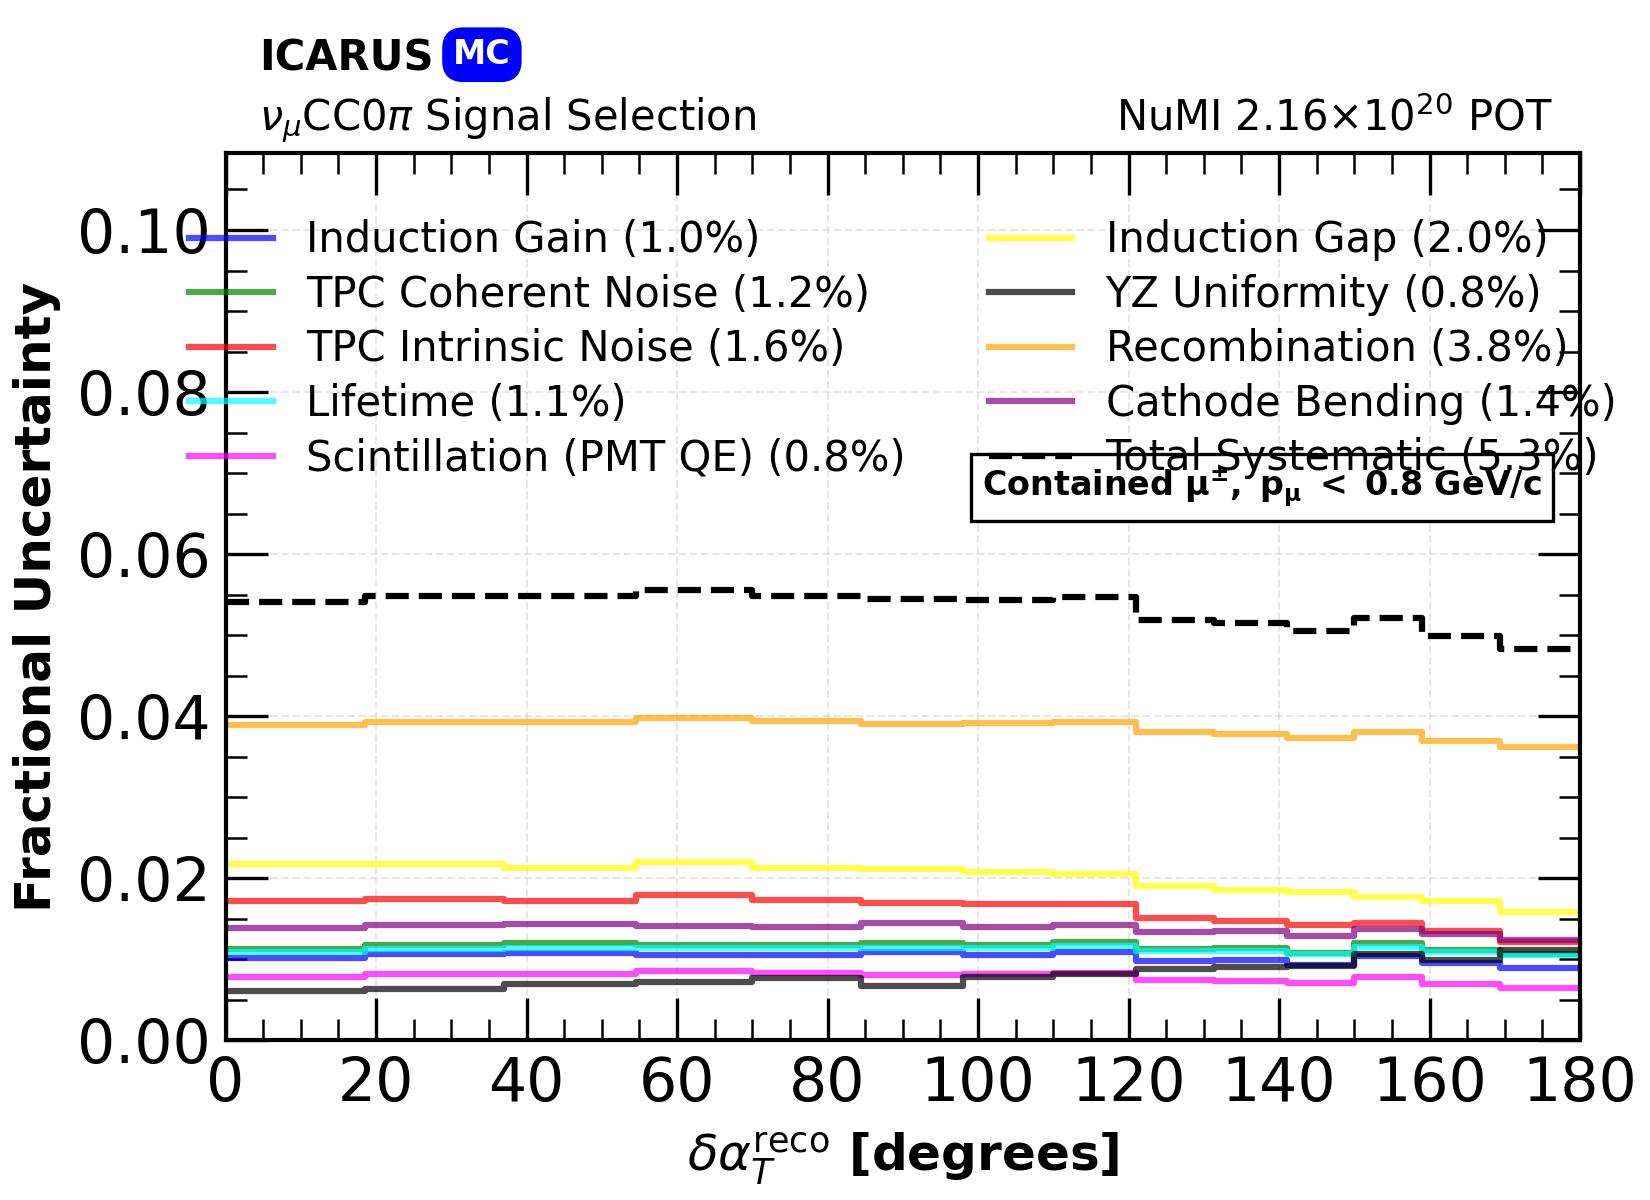 ICARUS MC
νμCC0π Signal Selection NuMI 2.16×10²⁰ POT
Induction Gain (1.0%)
TPC Coherent Noise (1.2%)
TPC Intrinsic Noise (1.6%)
Lifetime (1.1%)
Scintillation (PMT QE) (0.8%)
Induction Gap (2.0%)
YZ Uniformity (0.8%)
Recombination (3.8%)
Cathode Bending (1.4%)
Total Systematic (5.3%)
Contained μ±, pμ < 0.8 GeV/c
Fractional Uncertainty
0.10
0.08
0.06
0.04
0.02
0.00
0 20 40 60 80 100 120 140 160 180
δα_T^reco [degrees]